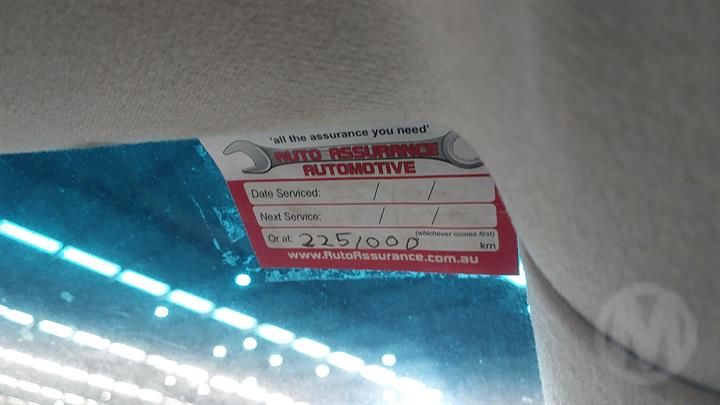 'all the assurance you need'
AUTO ASSURANCE
AUTOMOTIVE
Date Serviced: / /
Next Service: / /
Or at: 225/000 (whichever comes first) km
www.AutoAssurance.com.au
M